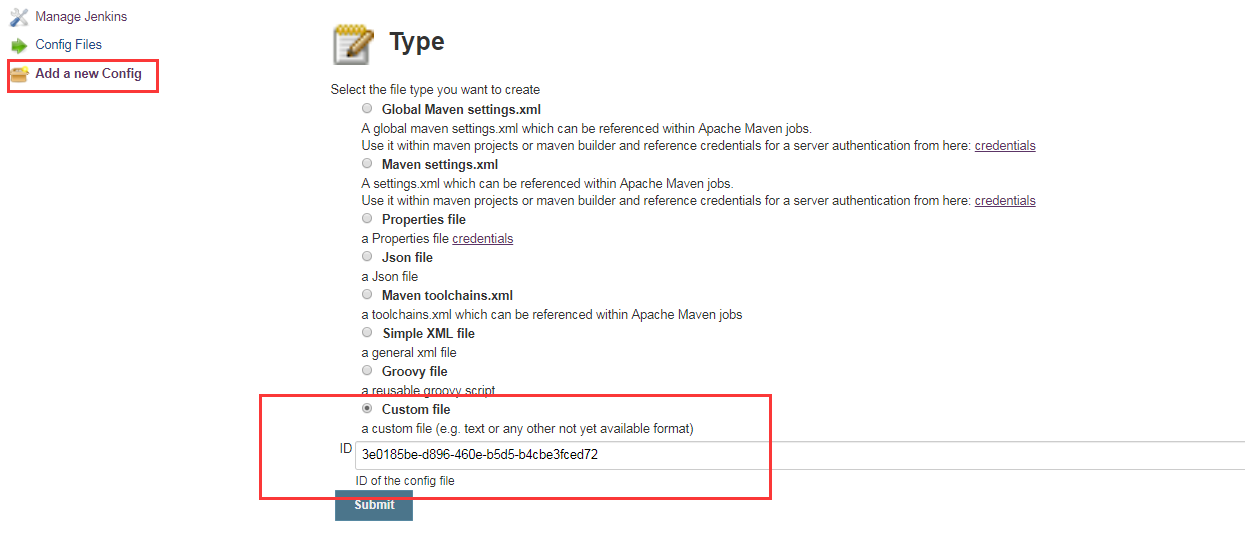 Manage Jenkins
Config Files
Add a new Config
Type
Select the file type you want to create
Global Maven settings.xml
A global maven settings.xml which can be referenced within Apache Maven jobs.
Use it within maven projects or maven builder and reference credentials for a server authentication from here: credentials
Maven settings.xml
A settings.xml which can be referenced within Apache Maven jobs.
Use it within maven projects or maven builder and reference credentials for a server authentication from here: credentials
Properties file
a Properties file credentials
Json file
a Json file
Maven toolchains.xml
a toolchains.xml which can be referenced within Apache Maven jobs
Simple XML file
a general xml file
Groovy file
a reusable groovy script
Custom file
a custom file (e.g. text or any other not yet available format)
ID 3e0185be-d896-460e-b5d5-b4cbe3fced72
ID of the config file
Submit